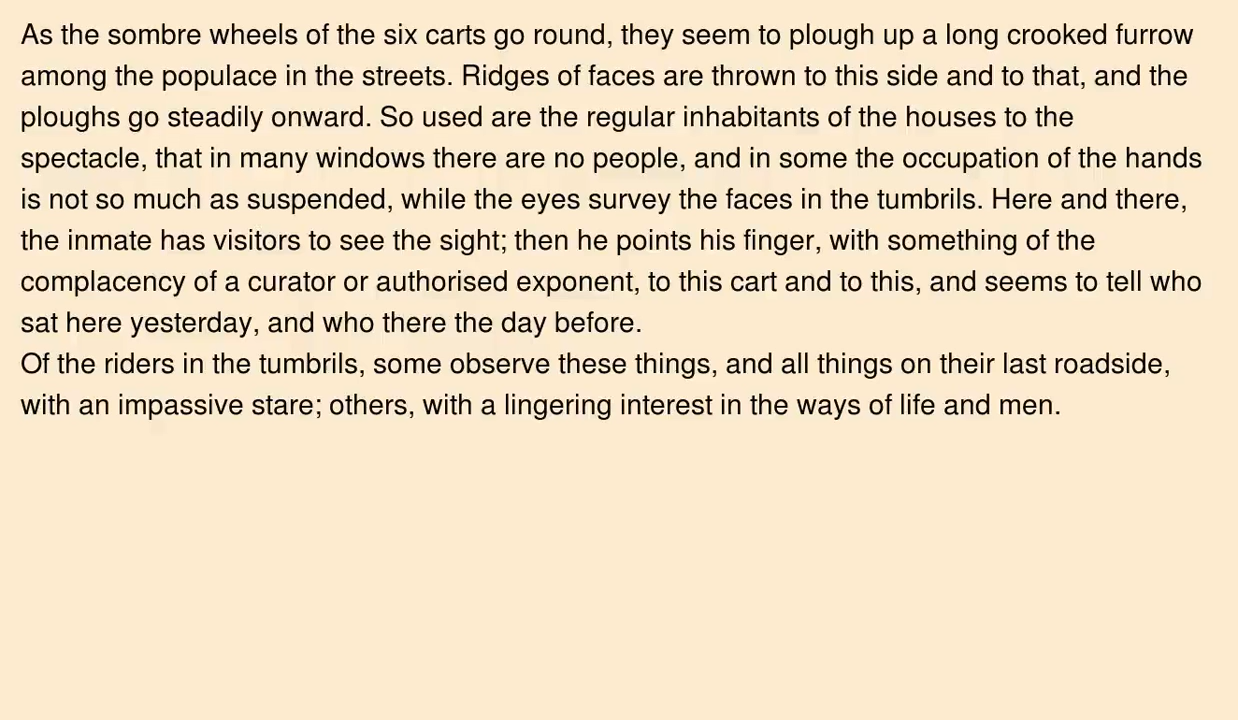 As the sombre wheels of the six carts go round, they seem to plough up a long crooked furrow
among the populace in the streets. Ridges of faces are thrown to this side and to that, and the
ploughs go steadily onward. So used are the regular inhabitants of the houses to the
spectacle, that in many windows there are no people, and in some the occupation of the hands
is not so much as suspended, while the eyes survey the faces in the tumbrils. Here and there,
the inmate has visitors to see the sight; then he points his finger, with something of the
complacency of a curator or authorised exponent, to this cart and to this, and seems to tell who
sat here yesterday, and who there the day before.
Of the riders in the tumbrils, some observe these things, and all things on their last roadside,
with an impassive stare; others, with a lingering interest in the ways of life and men.